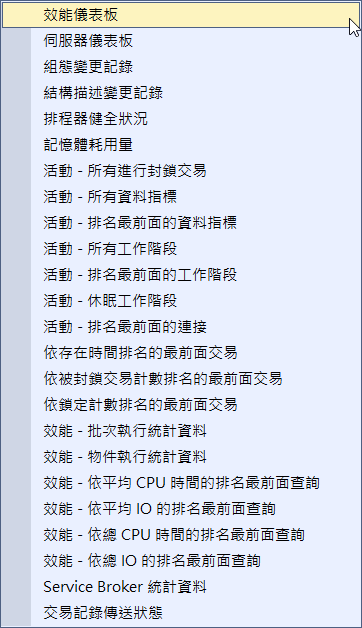 效能儀表板
伺服器儀表板
組態變更記錄
結構描述變更記錄
排程器健全狀況
記憶體耗用量
活動 - 所有進行封鎖交易
活動 - 所有資料指標
活動 - 排名最前面的資料指標
活動 - 所有工作階段
活動 - 排名最前面的工作階段
活動 - 休眠工作階段
活動 - 排名最前面的連接
依存在時間排名的最前面交易
依被封鎖交易計數排名的最前面交易
依鎖定計數排名的最前面交易
效能 - 批次執行統計資料
效能 - 物件執行統計資料
效能 - 依平均 CPU 時間的排名最前面查詢
效能 - 依平均 IO 的排名最前面查詢
效能 - 依總 CPU 時間的排名最前面查詢
效能 - 依總 IO 的排名最前面查詢
Service Broker 統計資料
交易記錄傳送狀態